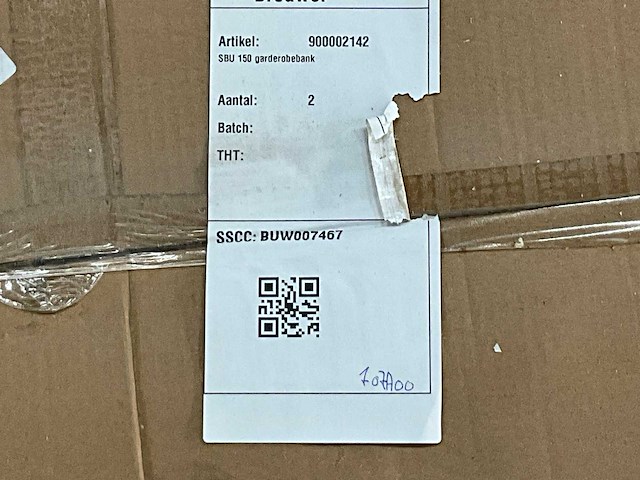 Artikel: 900002142
SBU 150 garderobebank
Aantal: 2
Batch:
THT:
SSCC: BUW007467